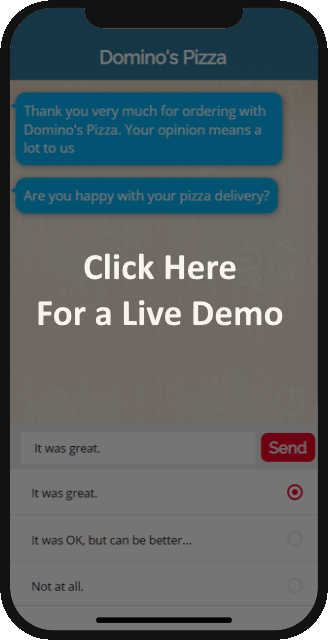 Domino's Pizza
Thank you very much for ordering with
Domino's Pizza. Your opinion means a
lot to us
Are you happy with your pizza delivery?
Click Here
For a Live Demo
It was great.
Send
It was great.
It was OK, but can be better...
Not at all.